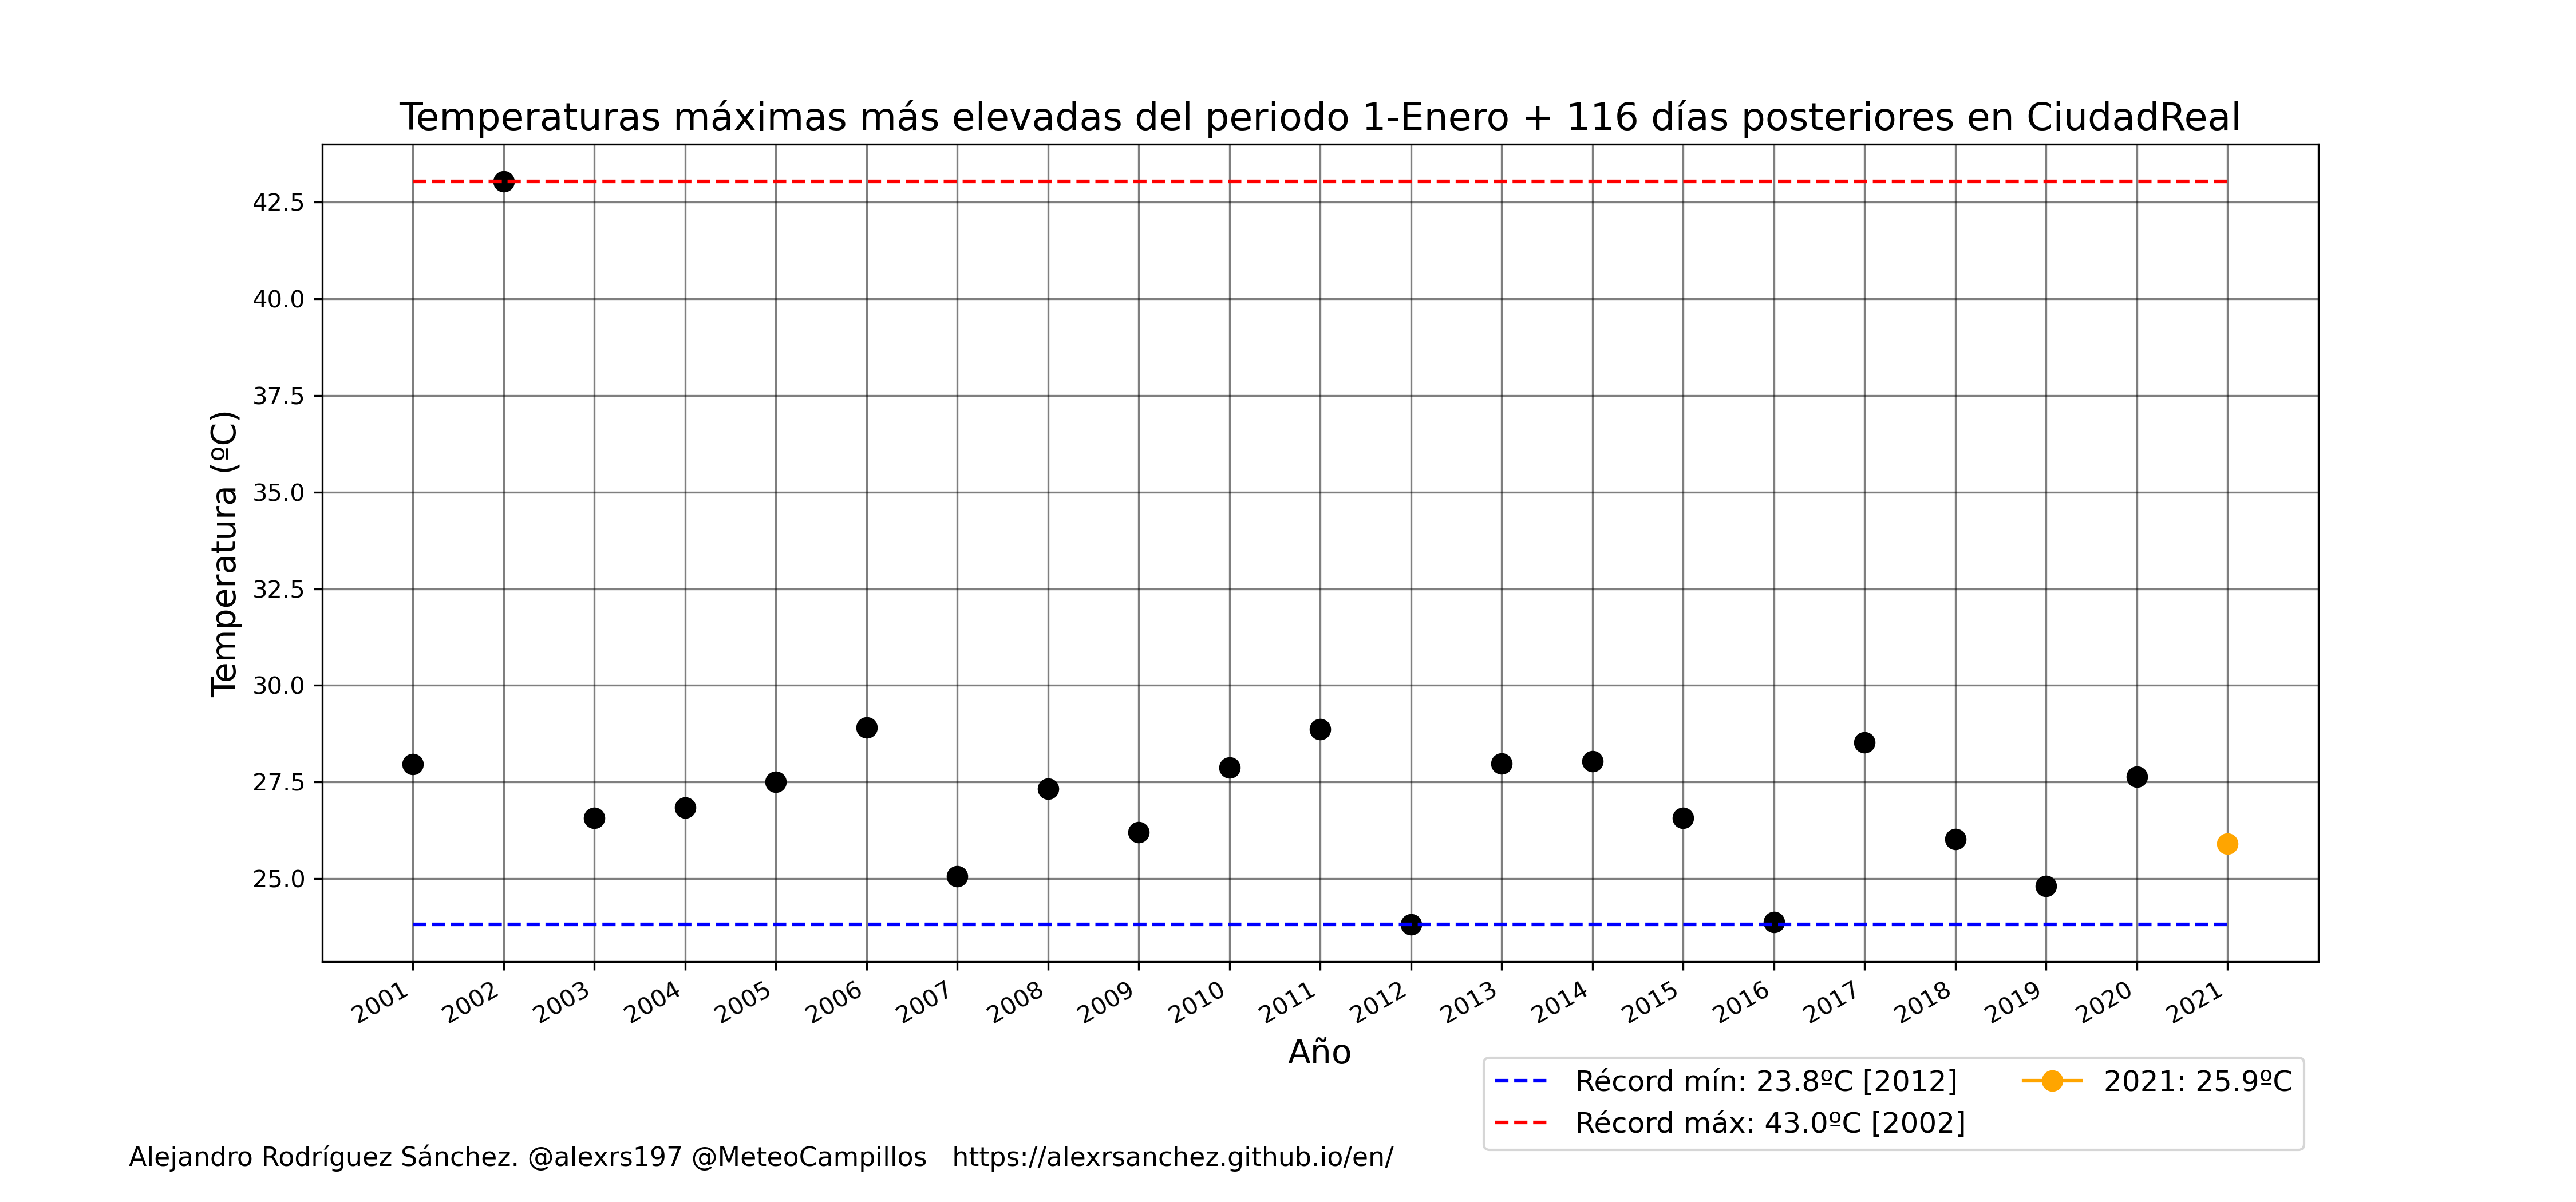 Temperaturas máximas más elevadas del periodo 1-Enero + 116 días posteriores en CiudadReal
Temperatura (ºC)
42.5
40.0
37.5
35.0
32.5
30.0
27.5
25.0
2001 2002 2003 2004 2005 2006 2007 2008 2009 2010 2011 2012 2013 2014 2015 2016 2017 2018 2019 2020 2021
Año
Récord mín: 23.8ºC [2012]
Récord máx: 43.0ºC [2002]
2021: 25.9ºC
Alejandro Rodríguez Sánchez. @alexrs197 @MeteoCampillos https://alexrsanchez.github.io/en/